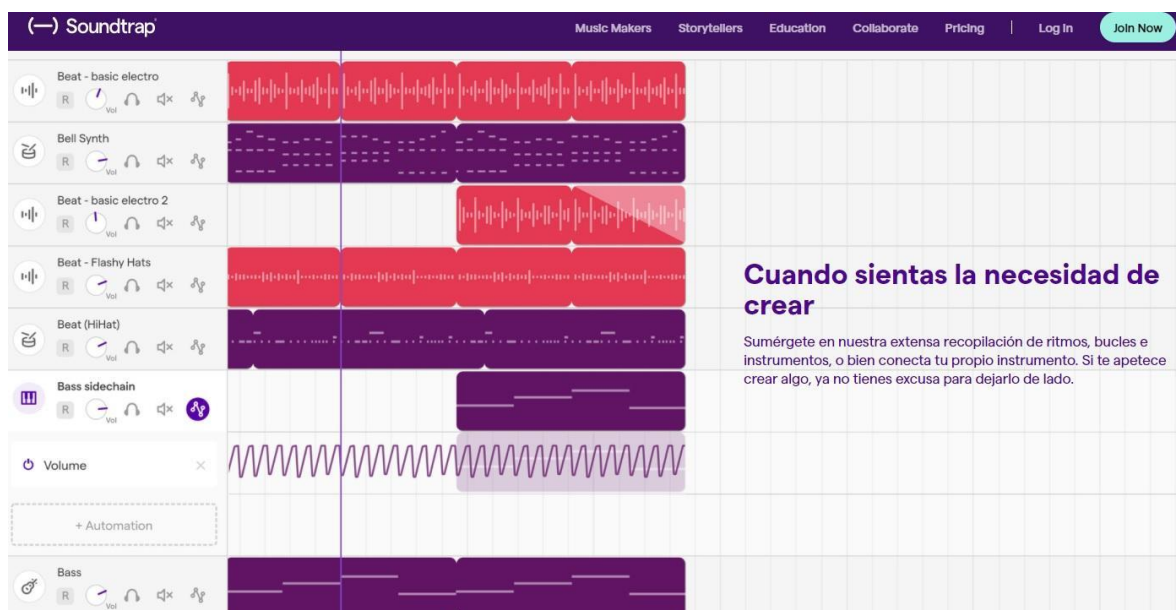 (—) Soundtrap
Music Makers Storytellers Education Collaborate Pricing | Log In Join Now
Beat - basic electro
R Vol
Bell Synth
R Vol
Beat - basic electro 2
R Vol
Beat - Flashy Hats
R Vol
Beat (HiHat)
R Vol
Bass sidechain
R Vol
Volume
+ Automation
Bass
R Vol
Cuando sientas la necesidad de
crear
Sumérgete en nuestra extensa recopilación de ritmos, bucles e
instrumentos, o bien conecta tu propio instrumento. Si te apetece
crear algo, ya no tienes excusa para dejarlo de lado.